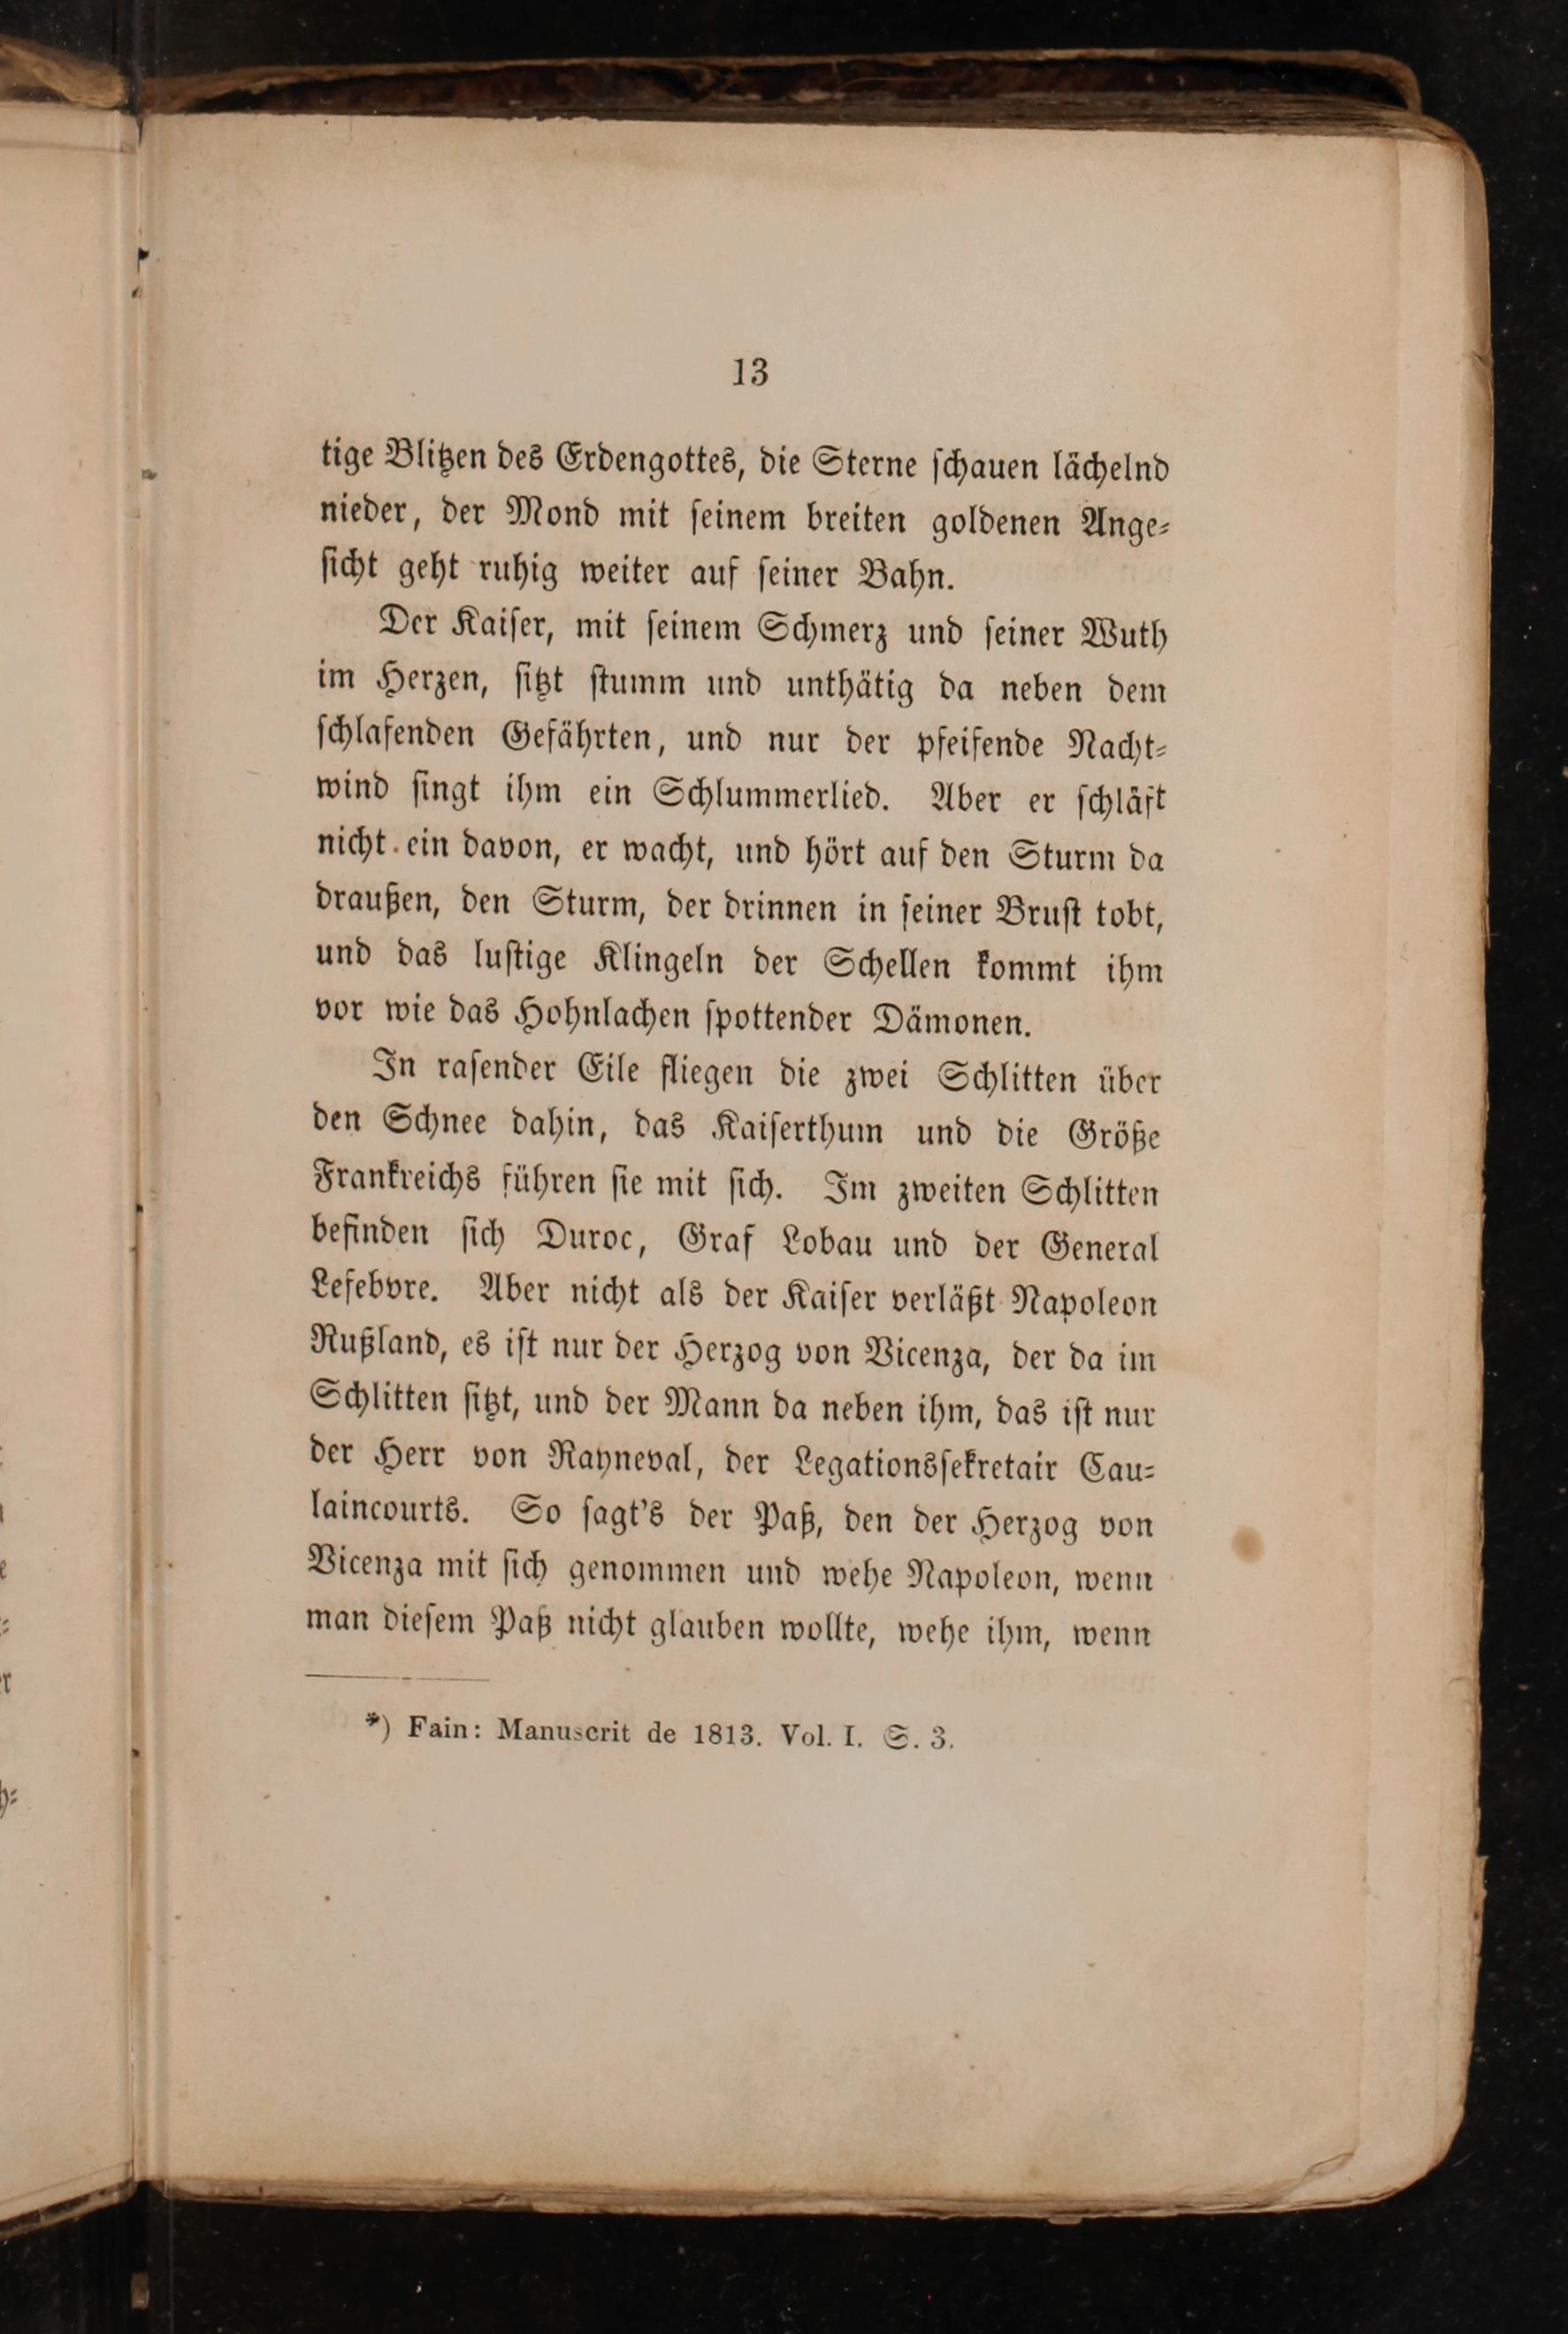 13
tige Blitzen des Erdengottes, die Sterne schauen lächelnd
nieder, der Mond mit seinem breiten goldenen Ange-
sicht geht ruhig weiter auf seiner Bahn.
Der Kaiser, mit seinem Schmerz und seiner Wuth
im Herzen, sitzt stumm und unthätig da neben dem
schlafenden Gefährten, und nur der pfeifende Nacht-
wind singt ihm ein Schlummerlied. Aber er schläft
nicht ein davon, er wacht, und hört auf den Sturm da
draußen, den Sturm, der drinnen in seiner Brust tobt,
und das lustige Klingeln der Schellen kommt ihm
vor wie das Hohnlachen spottender Dämonen.
In rasender Eile fliegen die zwei Schlitten über
den Schnee dahin, das Kaiserthum und die Größe
Frankreichs führen sie mit sich. Im zweiten Schlitten
befinden sich Duroc, Graf Lobau und der General
Lefebvre. Aber nicht als der Kaiser verläßt Napoleon
Rußland, es ist nur der Herzog von Vicenza, der da im
Schlitten sitzt, und der Mann da neben ihm, das ist nur
der Herr von Rayneval, der Legationssekretair Cau-
laincourts. So sagt's der Paß, den der Herzog von
Vicenza mit sich genommen und wehe Napoleon, wenn
man diesem Paß nicht glauben wollte, wehe ihm, wenn
*) Fain: Manuscrit de 1813. Vol. I. S. 3.